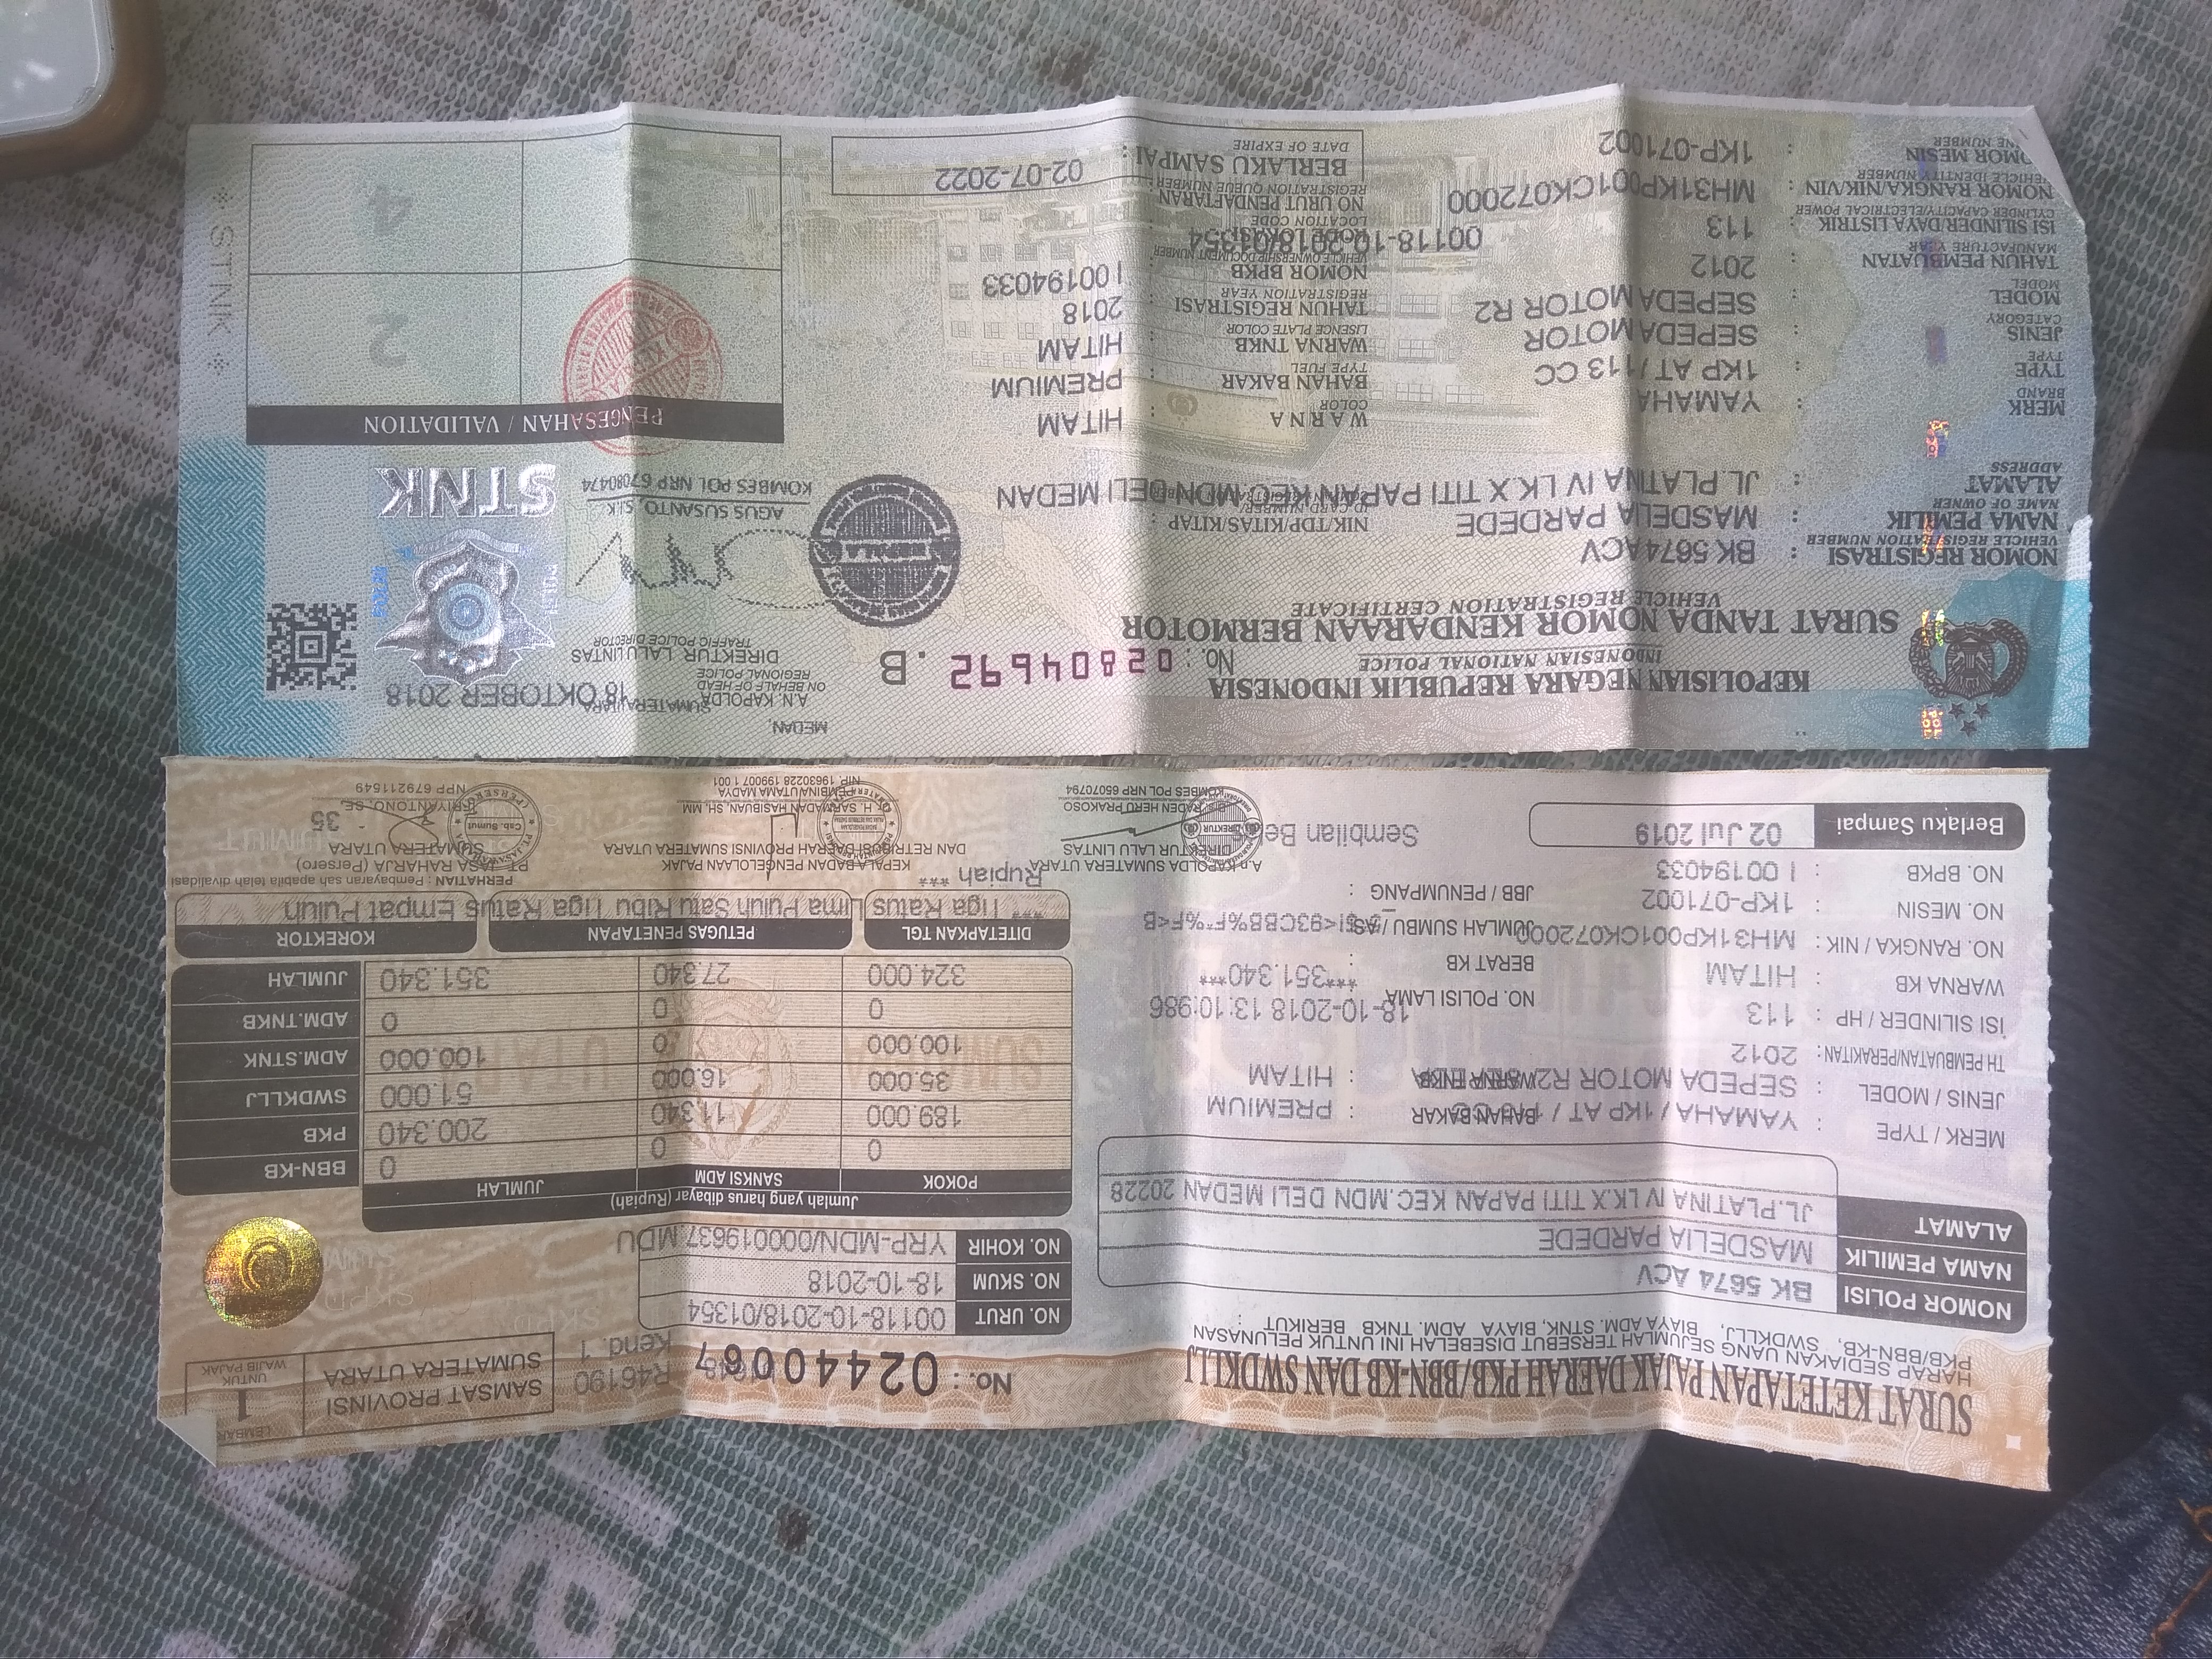 SURAT KETETAPAN PAJAK DAERAH PKB/BBN-KB DAN SWDKLLJ
HARAP SEDIAKAN UANG SEJUMLAH TERSEBUT DISEBELAH INI UNTUK PELUNASAN
PKB/BBN-KB, SWDKLLJ, BIAYA ADM. STNK, BIAYA ADM. TNKB BERIKUT :
NOMOR POLISI BK 5674 ACV
NAMA PEMILIK MASDELIA PARDEDE
ALAMAT JL.PLATINA IV LK.X TITI PAPAN KEC.MDN DELI MEDAN 20228
MERK / TYPE : YAMAHA / 1KP AT /
BAHAN BAKAR : PREMIUM
JENIS / MODEL : SEPEDA MOTOR R2
WARNA TNKB : HITAM
TH PEMBUATAN/PERAKITAN: 2012
ISI SILINDER / HP : 113
NO. POLISI LAMA
18-10-2018 13:10:986
WARNA KB : HITAM
BERAT KB :
***351.340**
NO. RANGKA / NIK : MH31KP001CK072000
JUMLAH SUMBU / AS
NO. MESIN : 1KP-071002
JBB / PENUMPANG :
NO. BPKB : I 00194033
Berlaku Sampai 02 Jul 2019
Sembilan Be
A.n KAPOLDA SUMATERA UTARA
DIREKTUR LALU LINTAS
RADEN HERU PRAKOSO
KOMBES POL NRP 65070794
No. : 02440067
R46190
Kend. 1
SAMSAT PROVINSI
SUMATERA UTARA
LEMBAR
1
UNTUK
WAJIB PAJAK
NO. URUT 00118-10-2018/01354
NO. SKUM 18-10-2018
NO. KOHIR YRP-MDN/000019637 MDU
Jumlah yang harus dibayar (Rupiah)
POKOK SANKSI ADM JUMLAH
0 0 0 BBN-KB
189.000 11.340 200.340 PKB
35.000 16.000 51.000 SWDKLLJ
100.000 0 100.000 ADM.STNK
0 0 0 ADM.TNKB
324.000 27.340 351.340 JUMLAH
DITETAPKAN TGL PETUGAS PENETAPAN KOREKTOR
*** Tiga Ratus Lima Puluh Satu Ribu Tiga Ratus Empat Puluh
Rupiah ***
PERHATIAN : Pembayaran sah apabila telah divalidasi
KEPALA BADAN PENGELOLAAN PAJAK
DAN RETRIBUSI DAERAH PROVINSI SUMATERA UTARA
H. SARMADAN HASIBUAN, SH, MM
PEMBINA UTAMA MADYA
NIP. 19630228 199007 1 001
PT. JASA RAHARJA (Persero)
SUMATERA UTARA
35
NPP 679211549
KEPOLISIAN NEGARA REPUBLIK INDONESIA
INDONESIAN NATIONAL POLICE
No. : 02804692 .B
SURAT TANDA NOMOR KENDARAAN BERMOTOR
VEHICLE REGISTRATION CERTIFICATE
NOMOR REGISTRASI : BK 5674 ACV
VEHICLE REGISTRATION NUMBER
NAMA PEMILIK : MASDELIA PARDEDE
NAME OF OWNER
NIK/TDP/KITAS/KITAP :
ALAMAT : JL.PLATINA IV LK.X TITI PAPAN KEC.MDN DELI MEDAN
ADDRESS
MERK : YAMAHA
BRAND
TYPE : 1KP AT / 113 CC
TYPE
JENIS : SEPEDA MOTOR
CATEGORY
MODEL : SEPEDA MOTOR R2
MODEL
TAHUN PEMBUATAN : 2012
MANUFACTURE YEAR
ISI SILINDER/DAYA LISTRIK : 113
CYLINDER CAPACITY/ELECTRICAL POWER
NOMOR RANGKA/NIK/VIN : MH31KP001CK072000
VEHICLE IDENTITY NUMBER
NOMOR MESIN : 1KP-071002
WARNA : HITAM
COLOR
BAHAN BAKAR : PREMIUM
TYPE FUEL
WARNA TNKB : HITAM
LISENCE PLATE COLOR
TAHUN REGISTRASI : 2018
REGISTRATION YEAR
NOMOR BPKB : I 00194033
VEHICLE OWNERSHIP DOCUMENT NUMBER
KODE LOKASI
00118-10-2018/01354
LOCATION CODE
NO URUT PENDAFTARAN
REGISTRATION QUEUE NUMBER
BERLAKU SAMPAI : 02-07-2022
DATE OF EXPIRE
MEDAN, 18 OKTOBER 2018
A.N. KAPOLDA SUMATERA UTARA
ON BEHALF OF HEAD
REGIONAL POLICE
DIREKTUR LALU LINTAS
TRAFFIC POLICE DIRECTOR
AGUS SUSANTO, S.I.K
KOMBES POL NRP 67080474
STNK
PENGESAHAN / VALIDATION
2
4
STNK